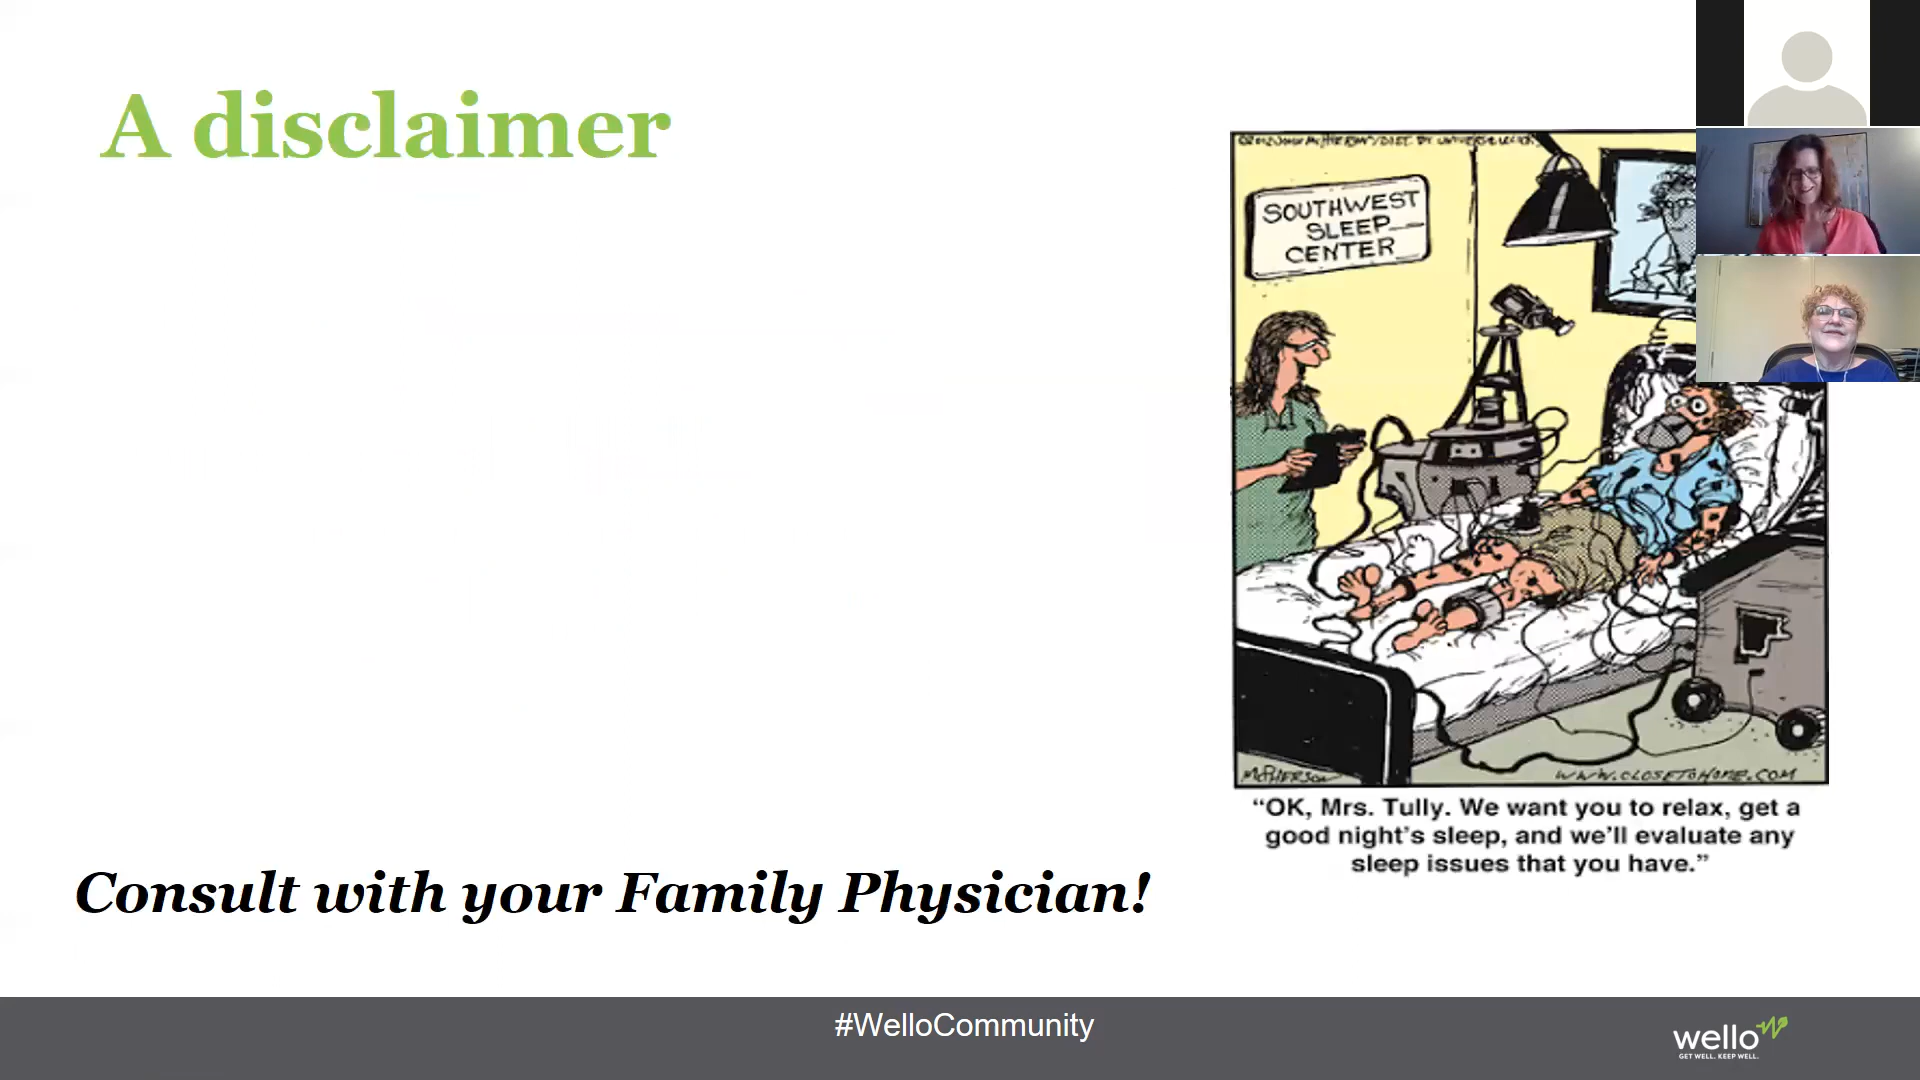 A disclaimer
SOUTHWEST
SLEEP
CENTER
McPHERSON
WWW.CLOSETOHOME.COM
“OK, Mrs. Tully. We want you to relax, get a
good night’s sleep, and we’ll evaluate any
sleep issues that you have.”
Consult with your Family Physician!
#WelloCommunity
wello
GET WELL. KEEP WELL.